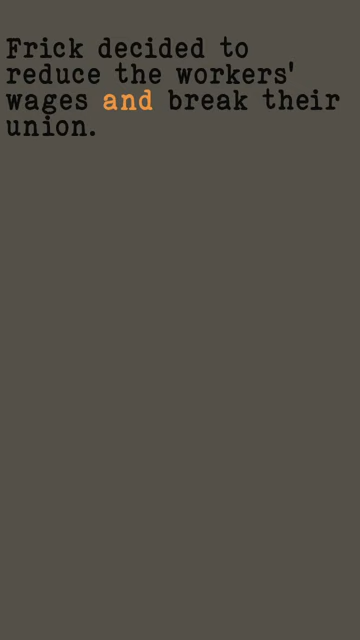 Frick decided to
reduce the workers'
wages and break their
union.